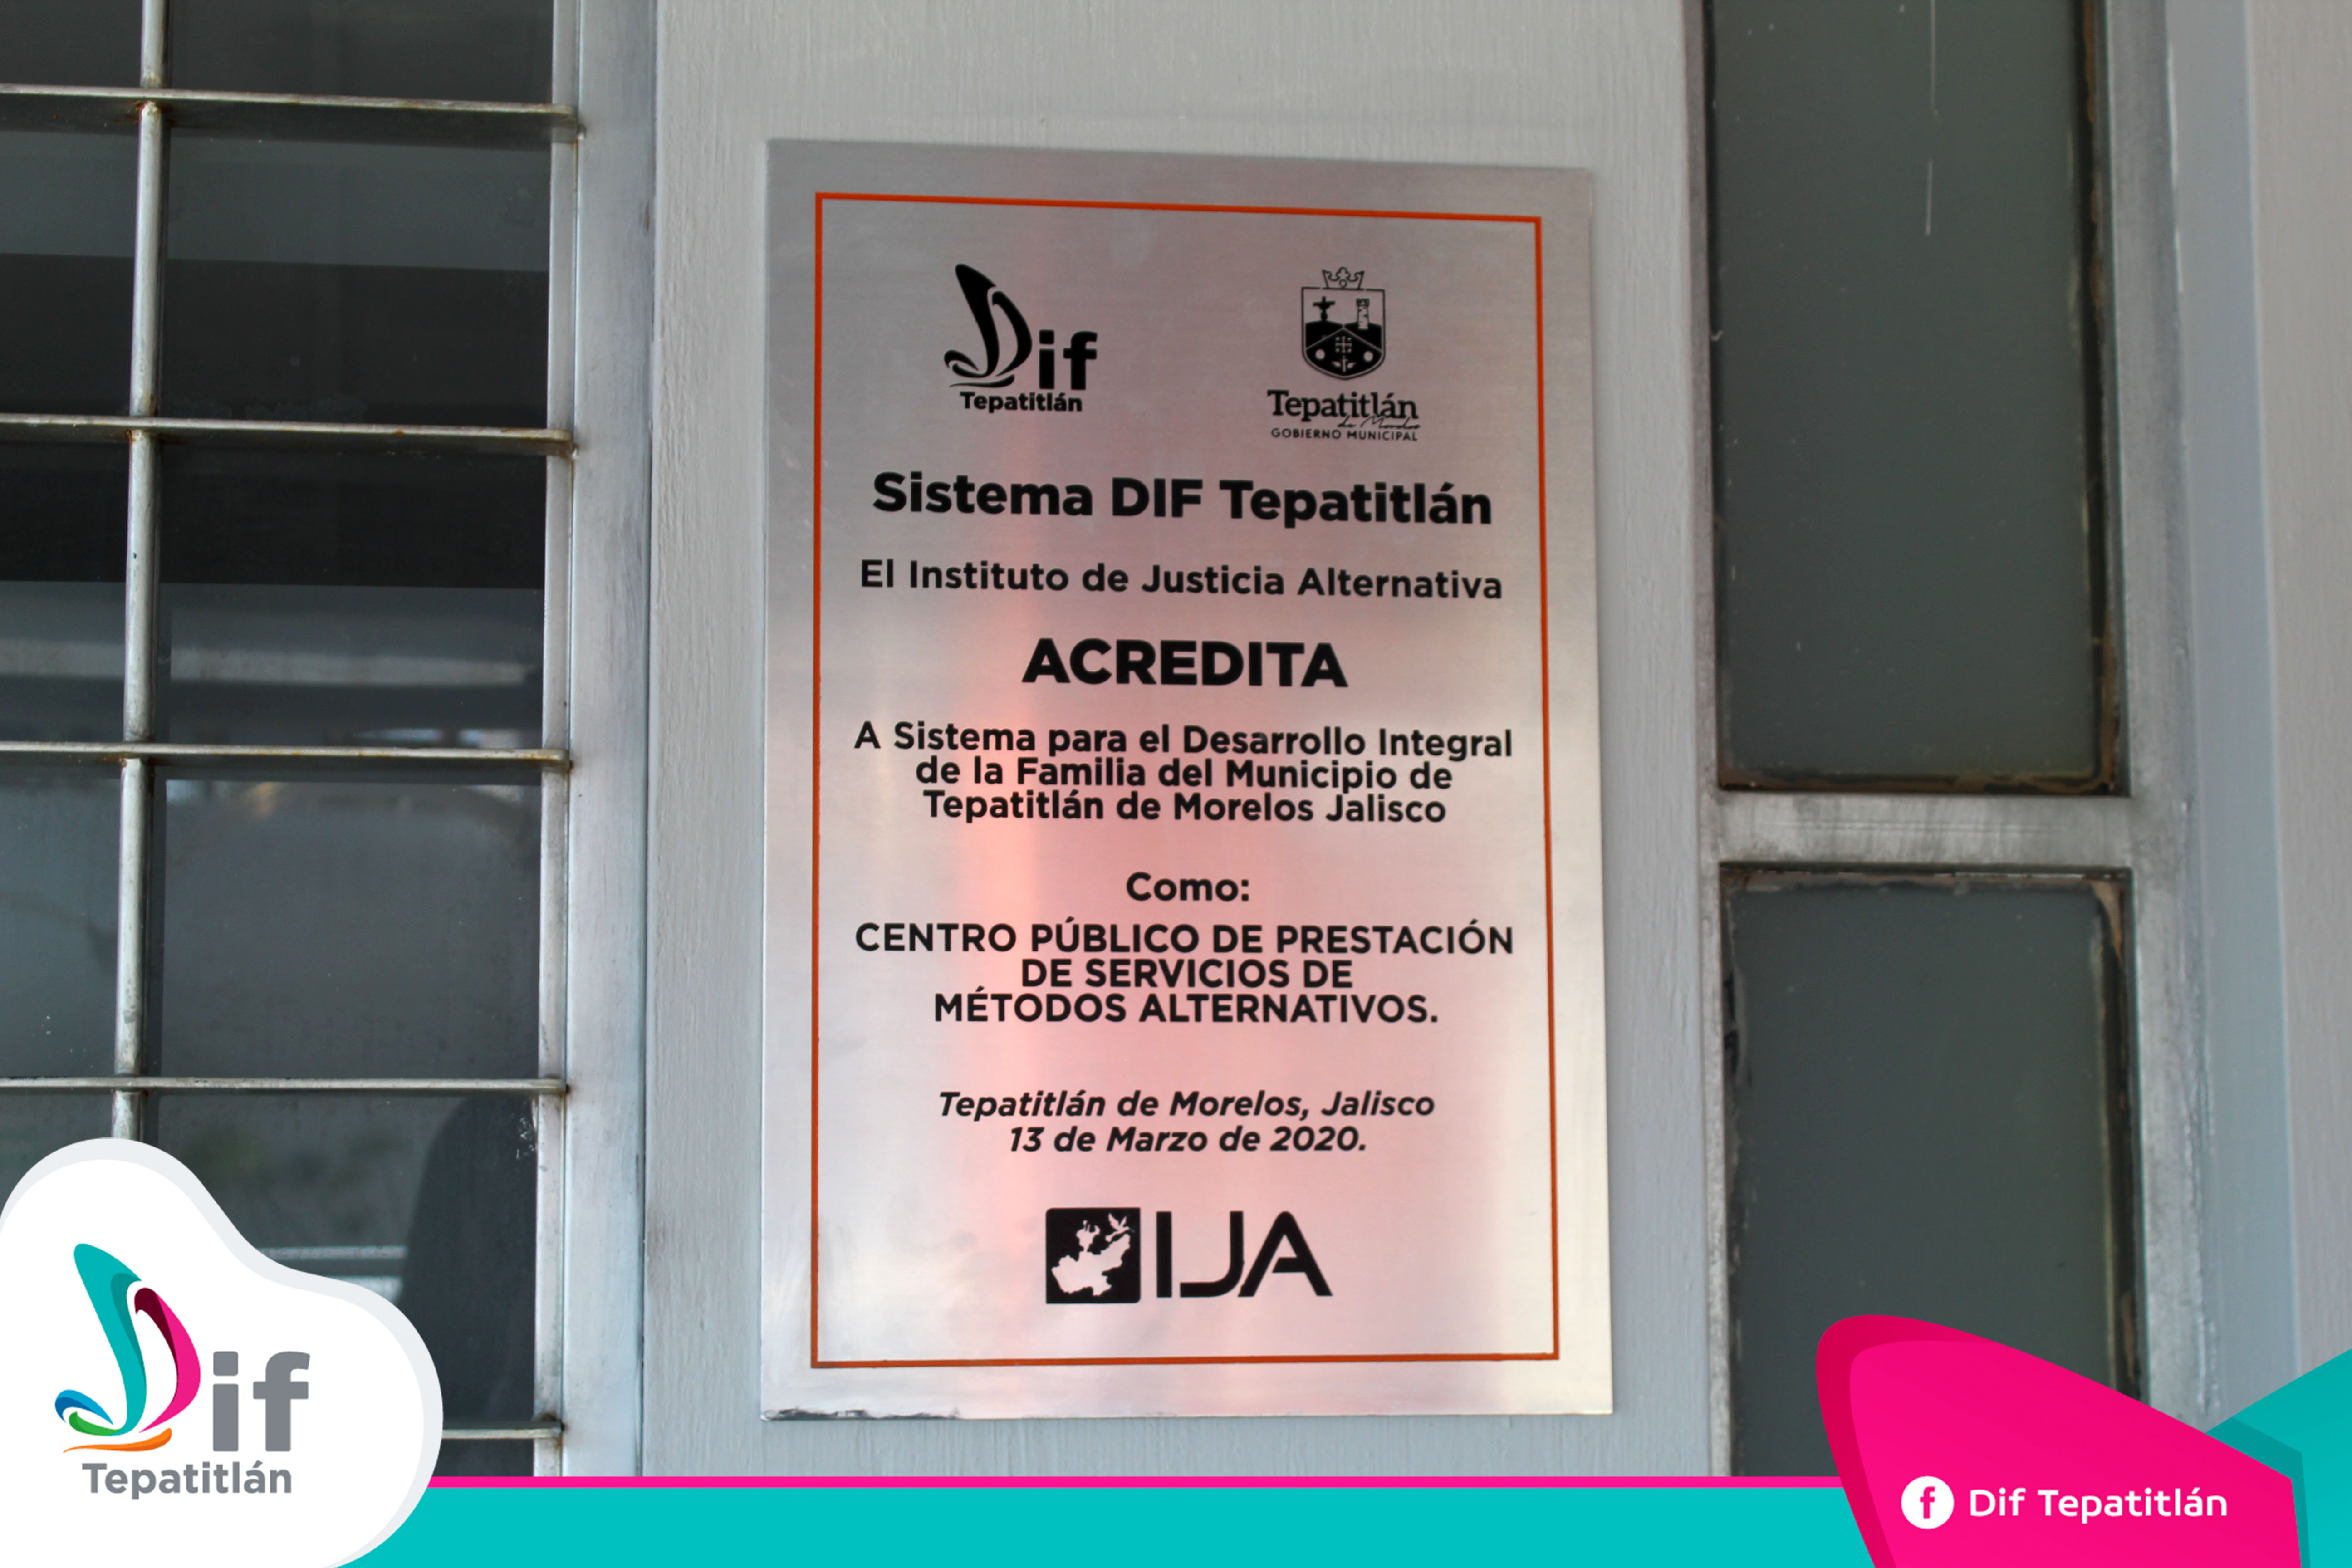 Dif
Tepatitlán
Tepatitlán
de Morelos
GOBIERNO MUNICIPAL
Sistema DIF Tepatitlán
El Instituto de Justicia Alternativa
ACREDITA
A Sistema para el Desarrollo Integral
de la Familia del Municipio de
Tepatitlán de Morelos Jalisco
Como:
CENTRO PÚBLICO DE PRESTACIÓN
DE SERVICIOS DE
MÉTODOS ALTERNATIVOS.
Tepatitlán de Morelos, Jalisco
13 de Marzo de 2020.
IJA
Dif
Tepatitlán
f Dif Tepatitlán